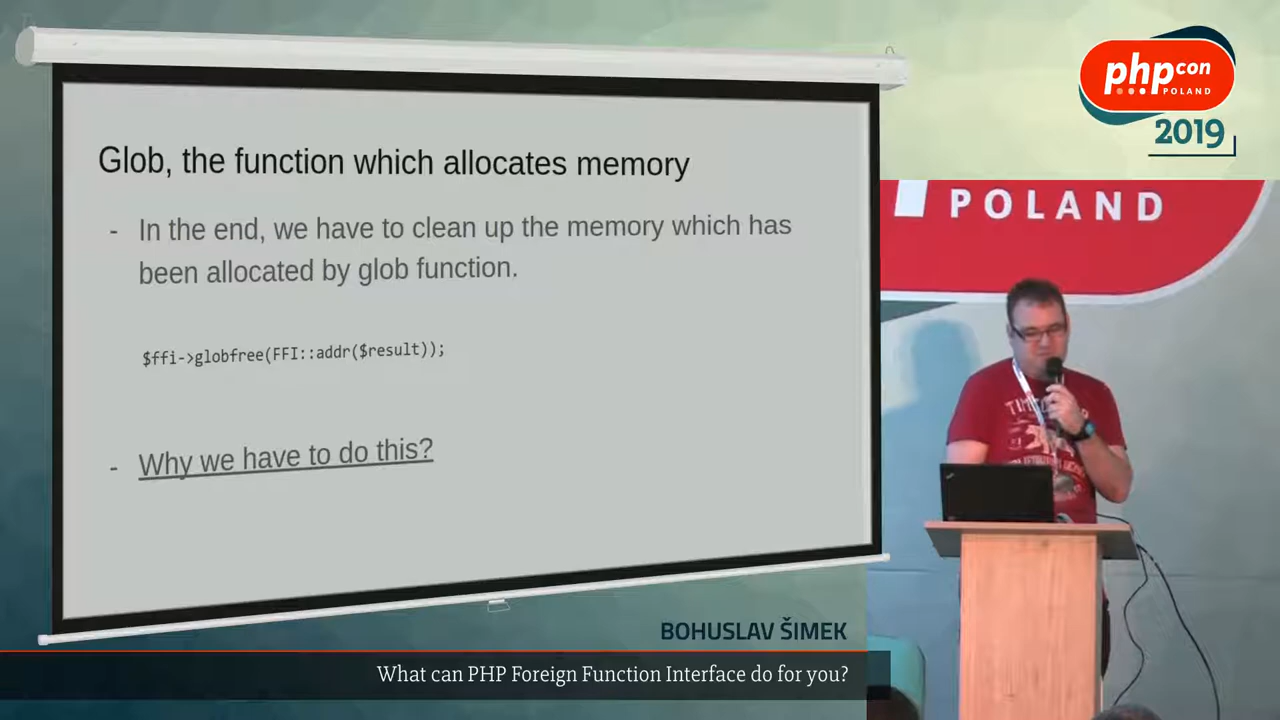 Glob, the function which allocates memory
- In the end, we have to clean up the memory which has
been allocated by glob function.
$ffi->globfree(FFI::addr($result));
- Why we have to do this?
php con
POLAND
2019
POLAND
BOHUSLAV ŠIMEK
What can PHP Foreign Function Interface do for you?